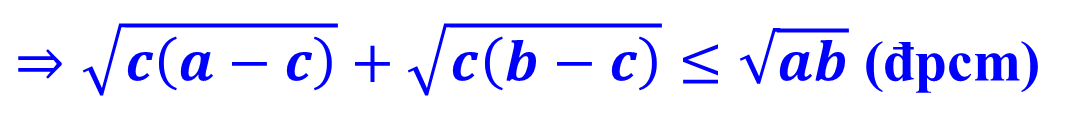 ⇒ √c(a − c) + √c(b − c) ≤ √ab (đpcm)